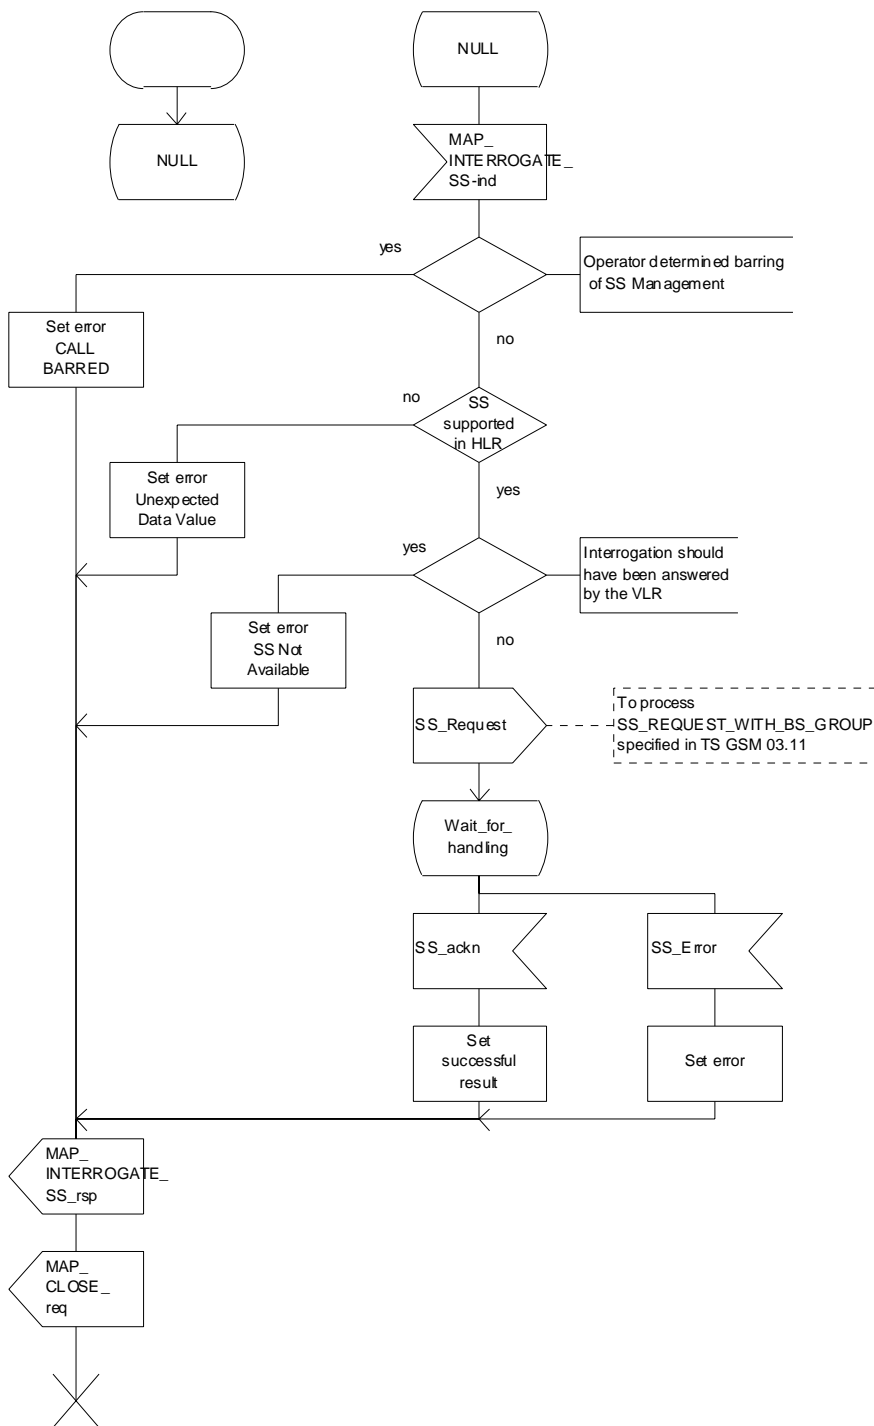 NULL
NULL
MAP_
INTERROGATE_
SS-ind
yes
Operator determined barring
of SS Management
Set error
CALL
BARRED
no
no
SS
supported
in HLR
Set error
Unexpected
Data Value
yes
yes
Interrogation should
have been answered
by the VLR
Set error
SS Not
Available
no
SS_Request
To process
SS_REQUEST_WITH_BS_GROUP
specified in TS GSM 03.11
Wait_for_
handling
SS_ackn
SS_Error
Set
successful
result
Set error
MAP_
INTERROGATE_
SS_rsp
MAP_
CLOSE_
req